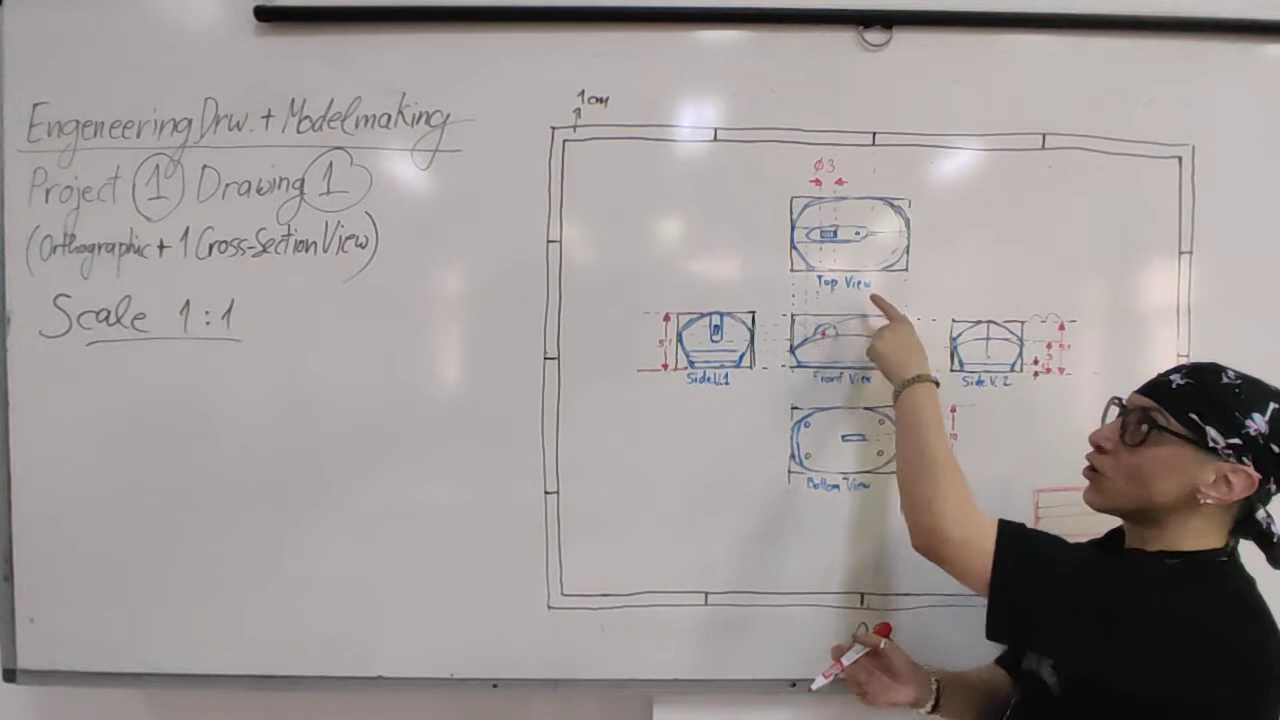 Engeneering Drw. + Modelmaking
Project 1 Drawing 1
(Orthographic + 1 Cross-Section View)
Scale 1:1
1cm
Ø3
Top View
Side V.1
Front View
Side V. 2
Bottom View